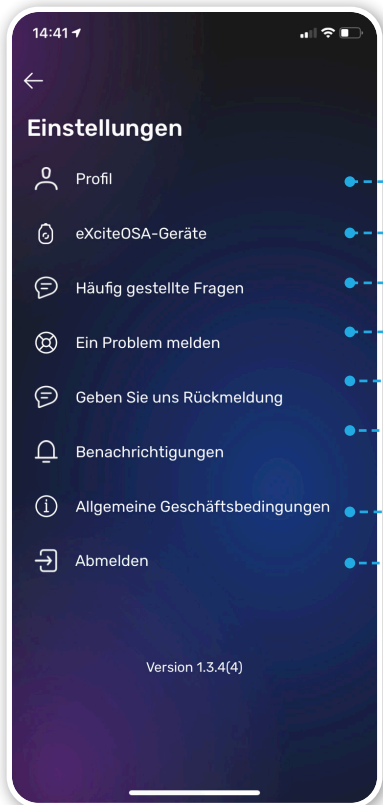 14:41
Einstellungen
Profil
eXciteOSA-Geräte
Häufig gestellte Fragen
Ein Problem melden
Geben Sie uns Rückmeldung
Benachrichtigungen
Allgemeine Geschäftsbedingungen
Abmelden
Version 1.3.4(4)